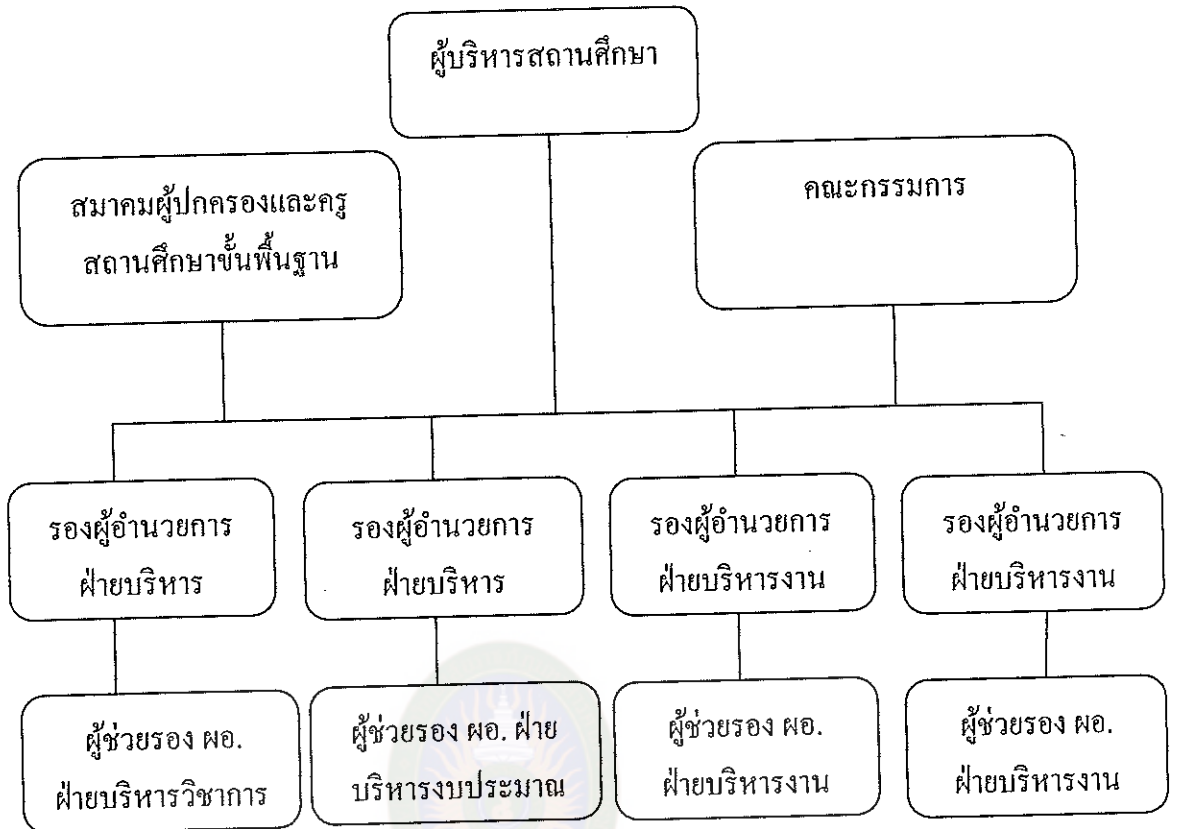 ผู้บริหารสถานศึกษา
สมาคมผู้ปกครองและครู
สถานศึกษาขั้นพื้นฐาน
คณะกรรมการ
รองผู้อำนวยการ
ฝ่ายบริหาร
รองผู้อำนวยการ
ฝ่ายบริหาร
รองผู้อำนวยการ
ฝ่ายบริหารงาน
รองผู้อำนวยการ
ฝ่ายบริหารงาน
ผู้ช่วยรอง ผอ.
ฝ่ายบริหารวิชาการ
ผู้ช่วยรอง ผอ. ฝ่าย
บริหารงบประมาณ
ผู้ช่วยรอง ผอ.
ฝ่ายบริหารงาน
ผู้ช่วยรอง ผอ.
ฝ่ายบริหารงาน